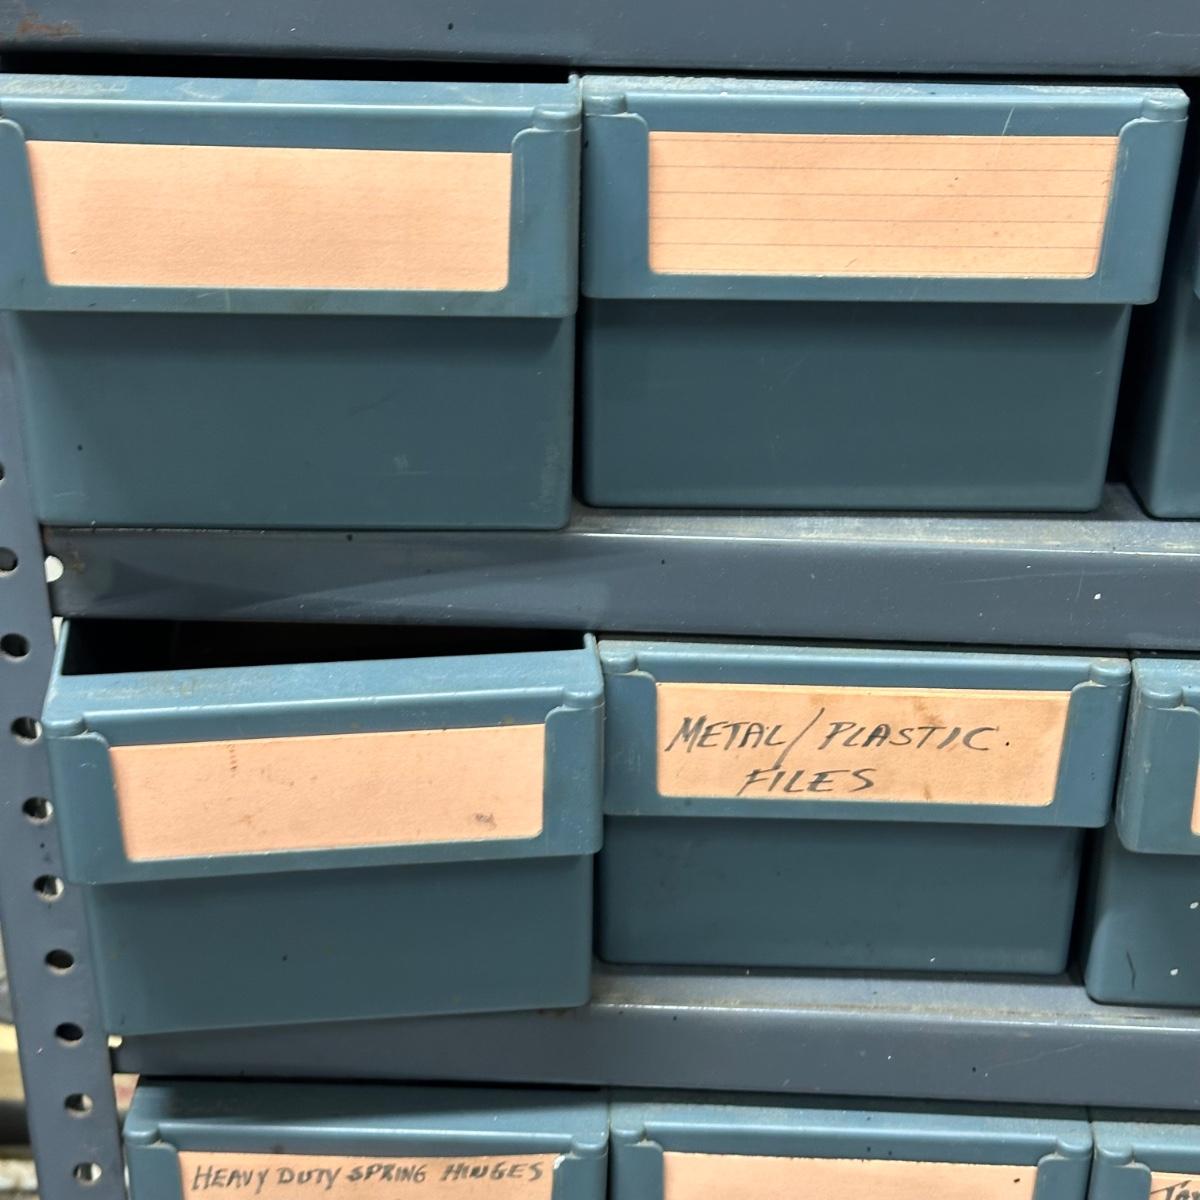 METAL/PLASTIC.
FILES
HEAVY DUTY SPRING HINGES